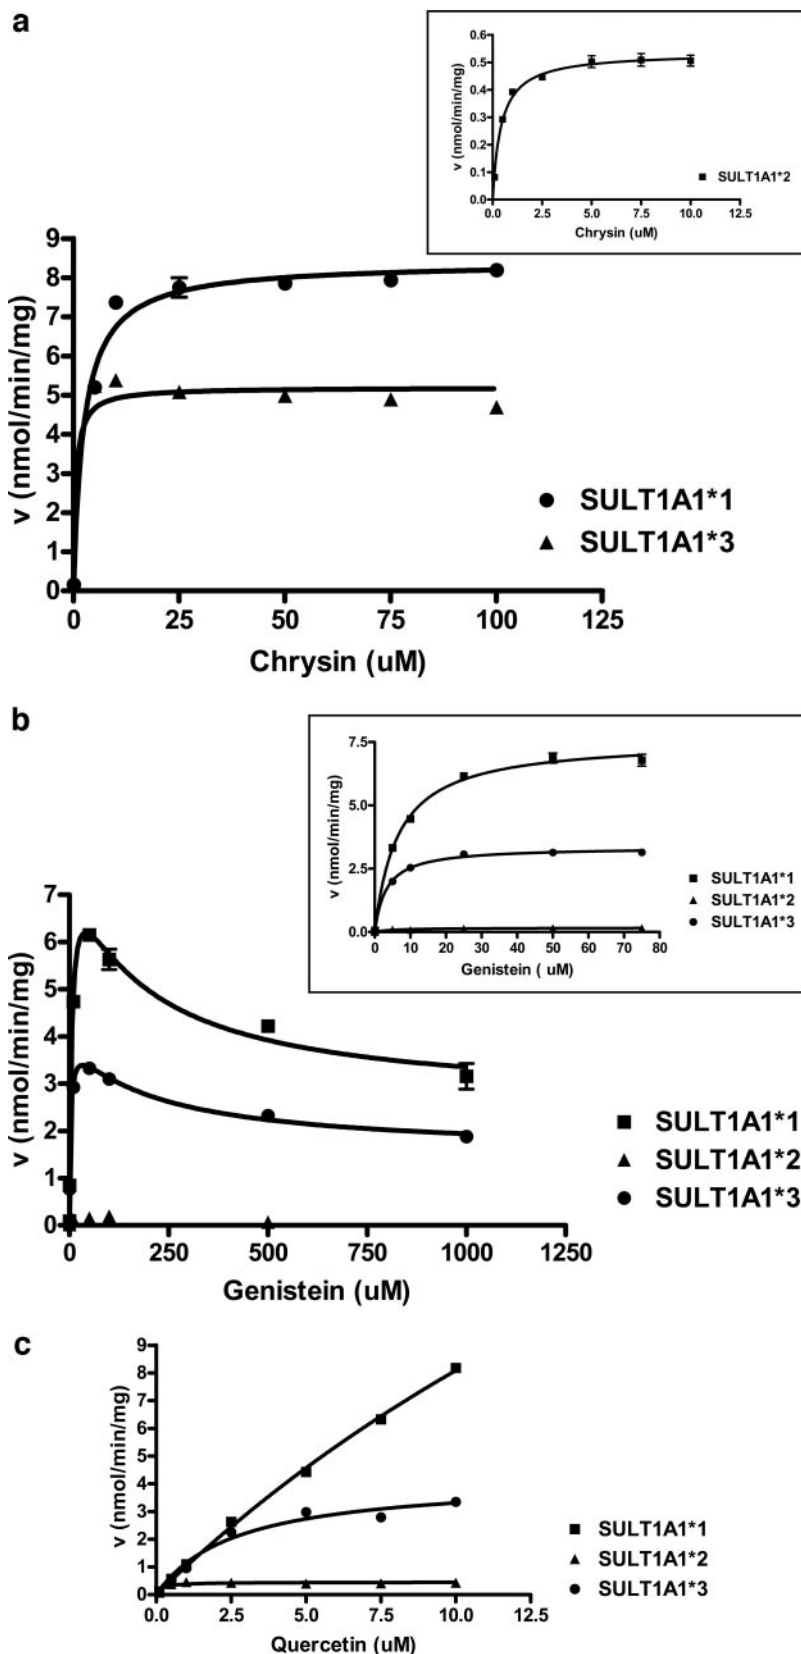 a
0.6
0.5
0.4
0.3
0.2
0.1
0.0
v (nmol/min/mg)
SULT1A1*2
0.0 2.5 5.0 7.5 10.0 12.5
Chrysin (uM)
9
8
7
6
5
4
3
2
1
0
v (nmol/min/mg)
SULT1A1*1
SULT1A1*3
0 25 50 75 100 125
Chrysin (uM)
b
7.5
5.0
2.5
0.0
v (nmol/min/mg)
SULT1A1*1
SULT1A1*2
SULT1A1*3
0 10 20 30 40 50 60 70 80
Genistein ( uM)
7
6
5
4
3
2
1
0
v (nmol/min/mg)
SULT1A1*1
SULT1A1*2
SULT1A1*3
0 250 500 750 1000 1250
Genistein (uM)
c
9
8
7
6
5
4
3
2
1
0
v (nmol/min/mg)
SULT1A1*1
SULT1A1*2
SULT1A1*3
0.0 2.5 5.0 7.5 10.0 12.5
Quercetin (uM)